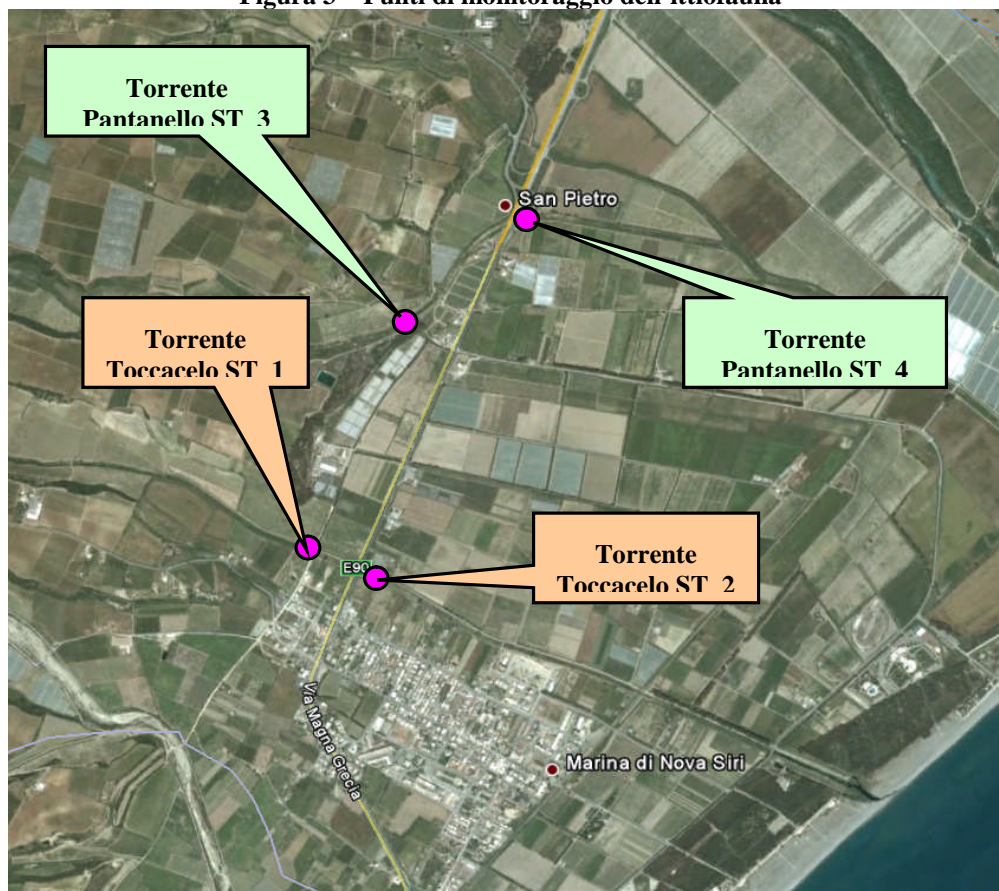 Figura 3 – Punti di monitoraggio dell'ittiofauna
Torrente
Pantanello ST_3
San Pietro
Torrente
Toccacelo ST_1
Torrente
Pantanello ST_4
E90
Torrente
Toccacelo ST_2
Via Magna Grecia
Marina di Nova Siri